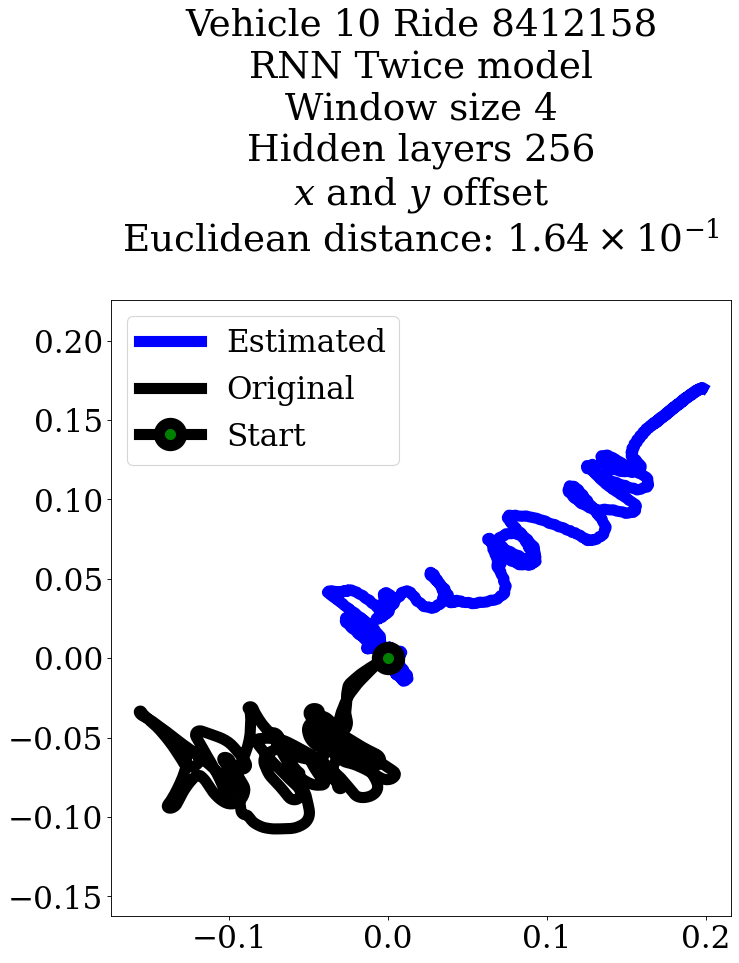 Vehicle 10 Ride 8412158
RNN Twice model
Window size 4
Hidden layers 256
x and y offset
Euclidean distance: 1.64 × 10⁻¹
Estimated
Original
Start
0.20
0.15
0.10
0.05
0.00
−0.05
−0.10
−0.15
−0.1 0.0 0.1 0.2